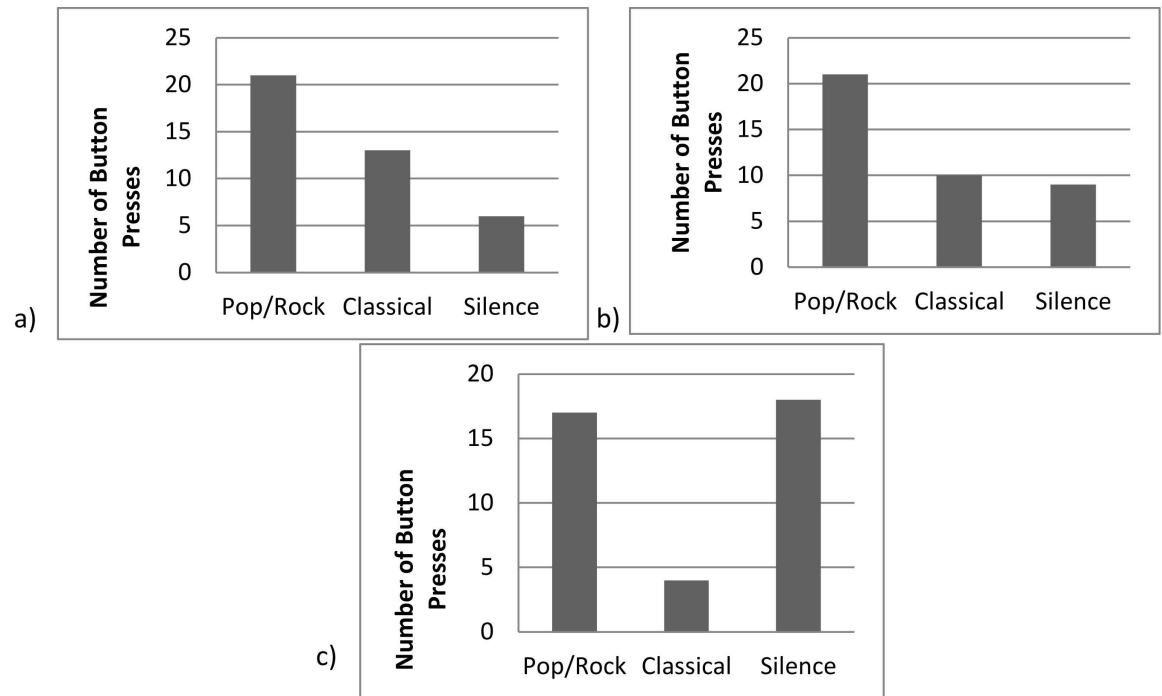 25
20
15
10
5
0
Number of Button
Presses
Pop/Rock Classical Silence
a)
25
20
15
10
5
0
Number of Button
Presses
Pop/Rock Classical Silence
b)
20
15
10
5
0
Number of Button
Presses
Pop/Rock Classical Silence
c)